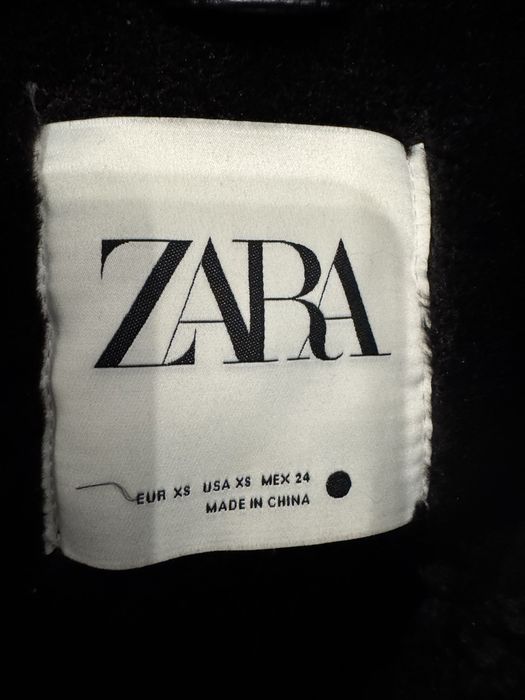 ZARA
EUR XS USA XS MEX 24
MADE IN CHINA